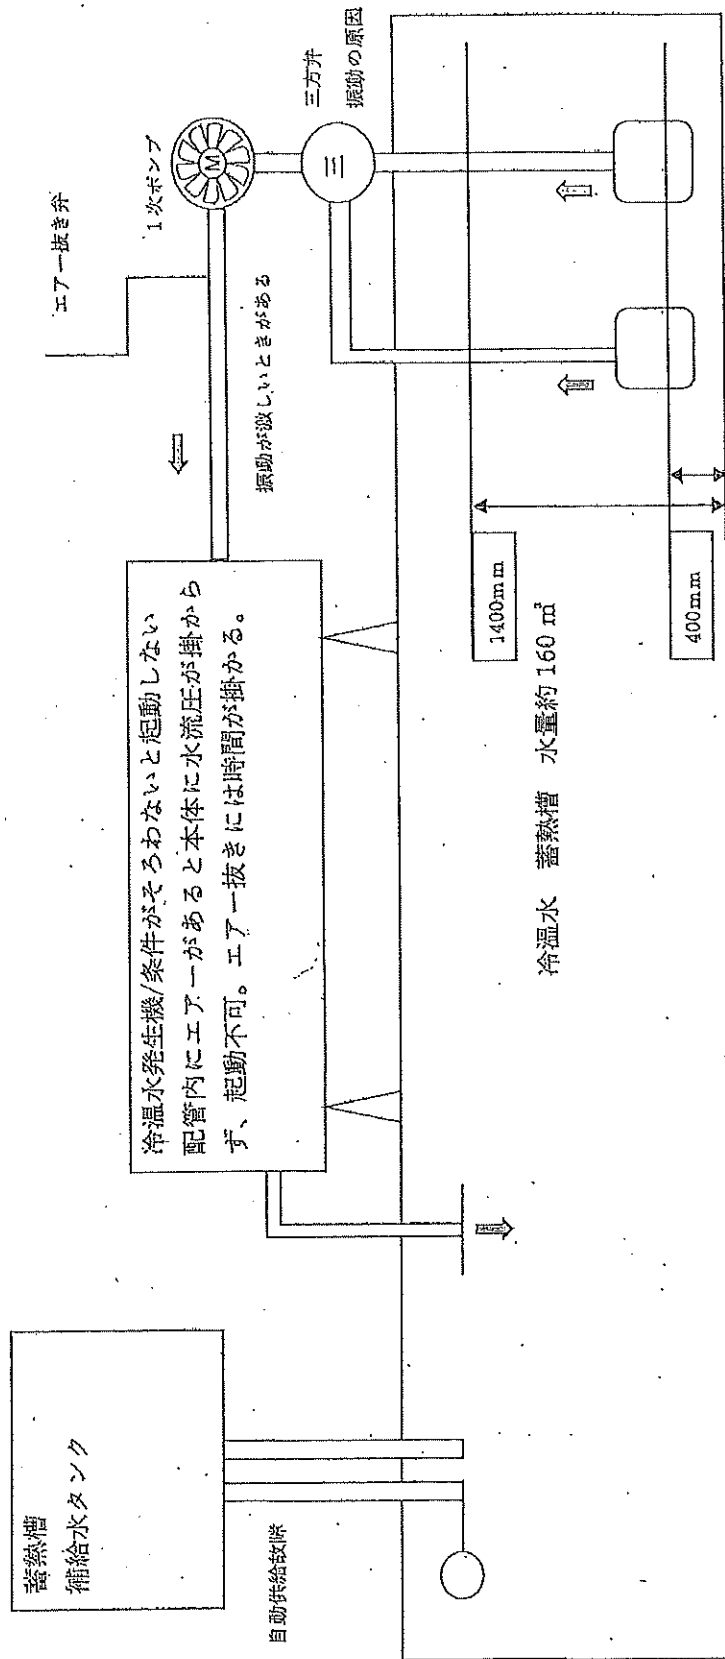 蓄熱槽
補給水タンク
自動供給故障
冷温水発生機/条件がそろわないと起動しない
配管内にエアーがあると本体に水流圧が掛から
ず、起動不可。エアー抜きには時間が掛かる。
エアー抜き弁
1次ポンプ
M
振動が激しいときがある
三方弁
振動の原因
三
1400mm
冷温水 蓄熱槽 水量約160㎥
400mm